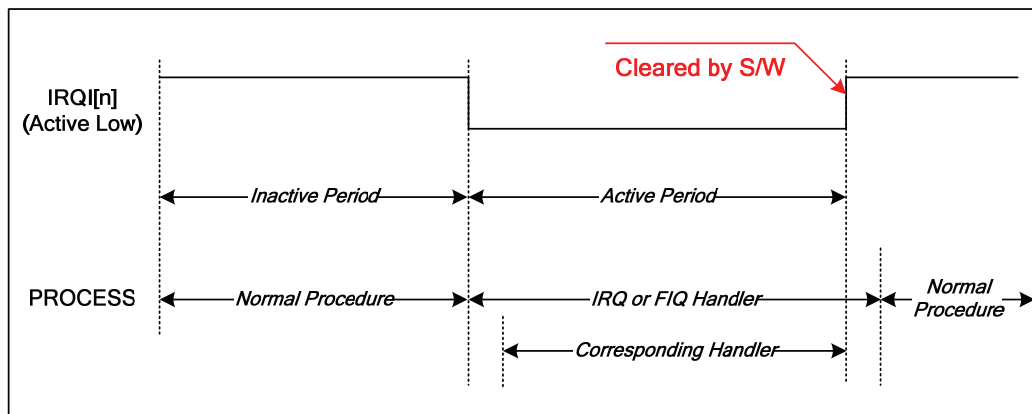 Cleared by S/W
IRQI[n]
(Active Low)
Inactive Period
Active Period
PROCESS
Normal Procedure
IRQ or FIQ Handler
Normal
Procedure
Corresponding Handler